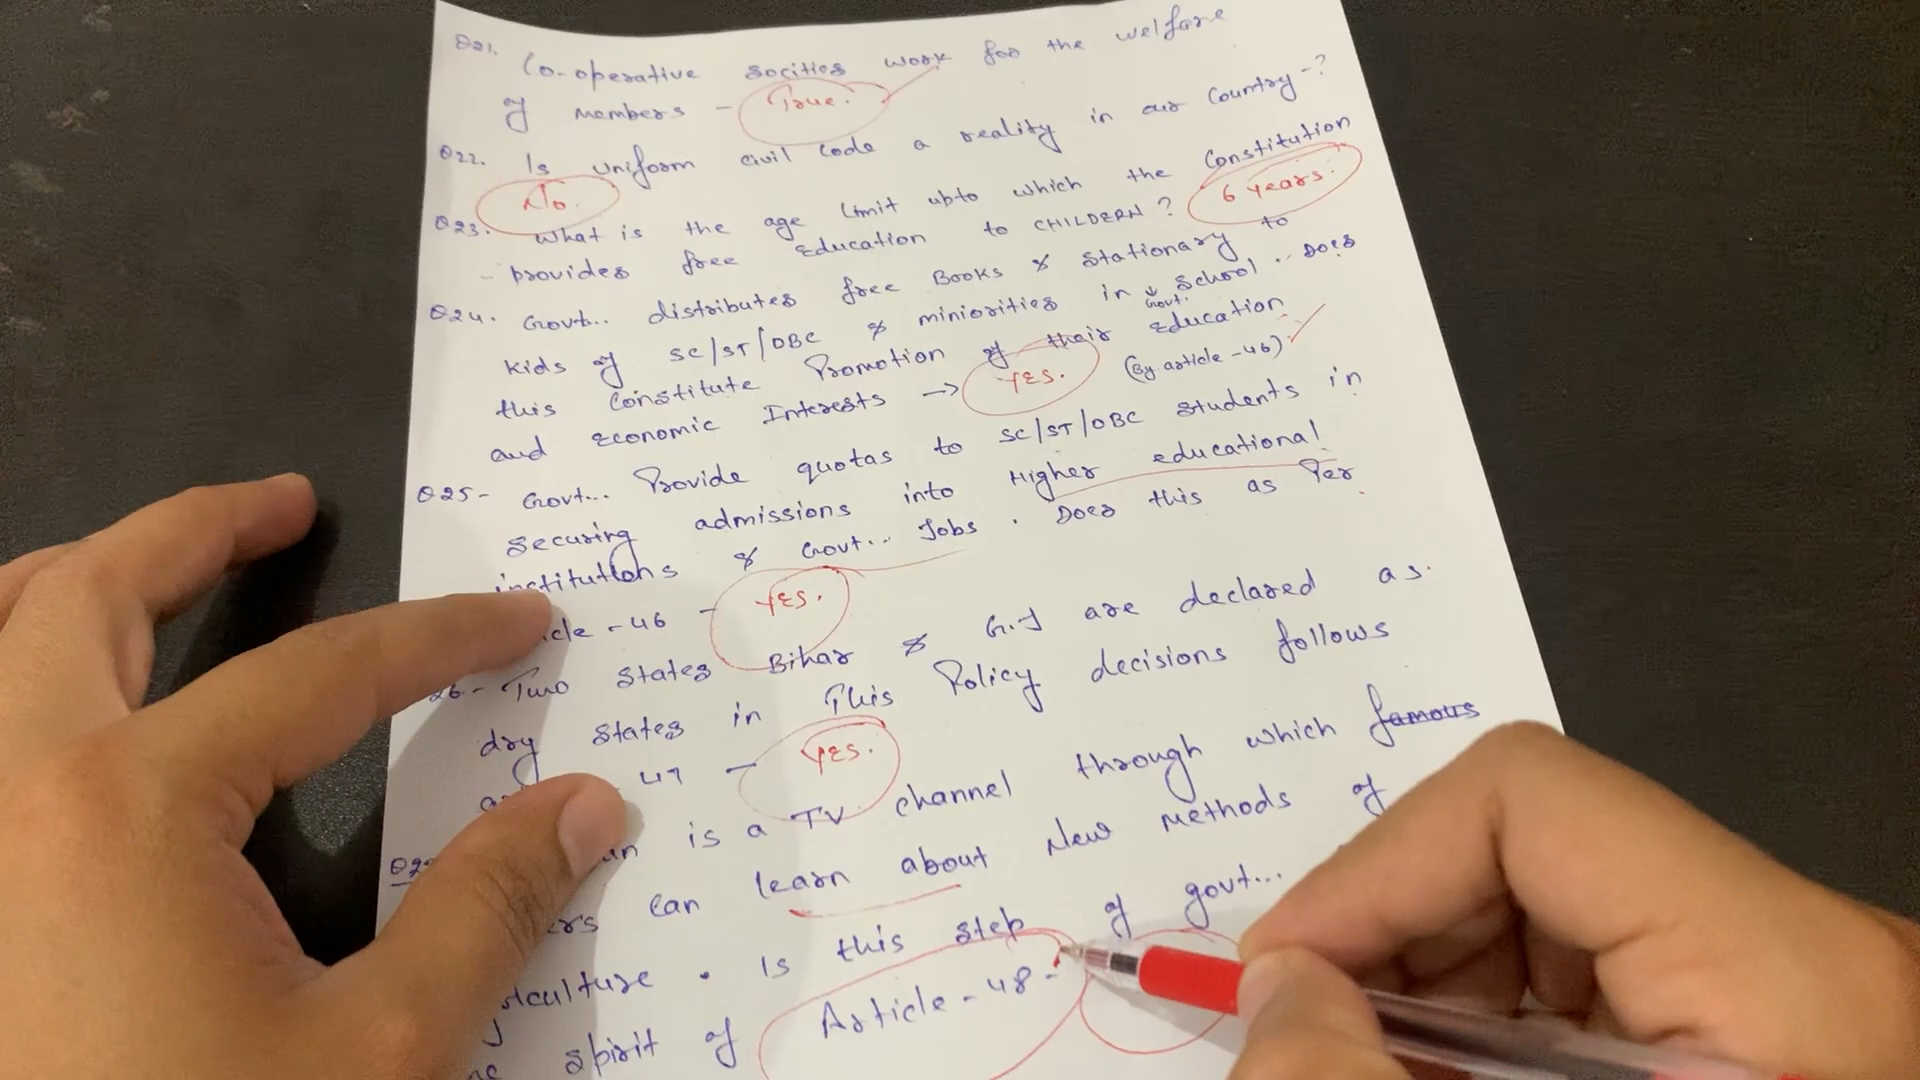 Q21. Co-operative socities work for the welfare
of members - True.
Q22. Is uniform civil code a reality in our country-?
No.
Q23. What is the age limit upto which the Constitution
- provides free Education to CHILDERN? 6 years.
Q24. Govt.. distributes free Books & stationary to
kids of SC/ST/OBC & miniorities in Govt. School.. Does
this constitute Promotion of their Education
and Economic Interests → YES. (By article-46)
Q25- Govt... Provide quotas to SC/ST/OBC students in
securing admissions into Higher educational
institutions & Govt... Jobs. Does this as Per
cle-46 - YES.
26- Two states Bihar & G.J are declared as.
dry states in This Policy decisions follows
47 - YES.
is a TV channel through which famous
can learn about New methods of
culture. Is this step of govt...
spirit of Article-48-